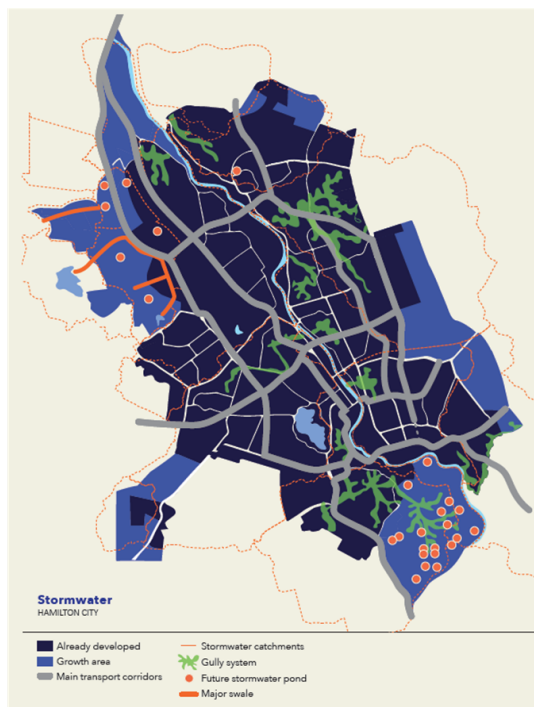 Stormwater
HAMILTON CITY
Already developed
Growth area
Main transport corridors
Stormwater catchments
Gully system
Future stormwater pond
Major swale